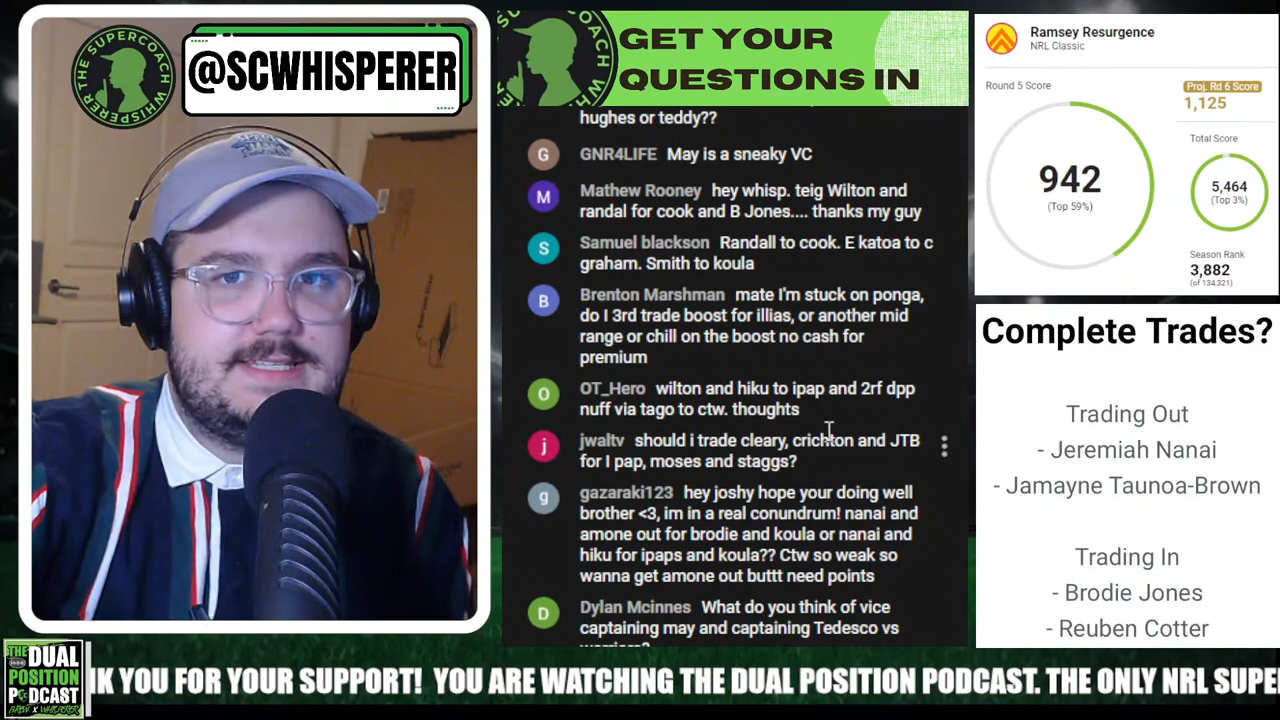 THE SUPERCOACH WHISPERER
@SCWHISPERER
GET YOUR
QUESTIONS IN
hughes or teddy??
G GNR4LIFE May is a sneaky VC
M Mathew Rooney hey whisp. teig Wilton and
randal for cook and B Jones.... thanks my guy
S Samuel blackson Randall to cook. E katoa to c
graham. Smith to koula
B Brenton Marshman mate I'm stuck on ponga,
do I 3rd trade boost for illias, or another mid
range or chill on the boost no cash for
premium
O OT_Hero wilton and hiku to ipap and 2rf dpp
nuff via tago to ctw. thoughts
j jwaltv should i trade cleary, crichton and JTB
for I pap, moses and staggs?
g gazaraki123 hey joshy hope your doing well
brother <3, im in a real conundrum! nanai and
amone out for brodie and koula or nanai and
hiku for ipaps and koula?? Ctw so weak so
wanna get amone out buttt need points
D Dylan Mcinnes What do you think of vice
captaining may and captaining Tedesco vs
warriors?
Ramsey Resurgence
NRL Classic
Round 5 Score
942
(Top 59%)
Proj. Rd 6 Score
1,125
Total Score
5,464
(Top 3%)
Season Rank
3,882
(of 134,321)
Complete Trades?
Trading Out
- Jeremiah Nanai
- Jamayne Taunoa-Brown
Trading In
- Brodie Jones
- Reuben Cotter
THE
DUAL
POSITION
PODCAST
BREW X WHISPERER
NK YOU FOR YOUR SUPPORT! YOU ARE WATCHING THE DUAL POSITION PODCAST. THE ONLY NRL SUPE